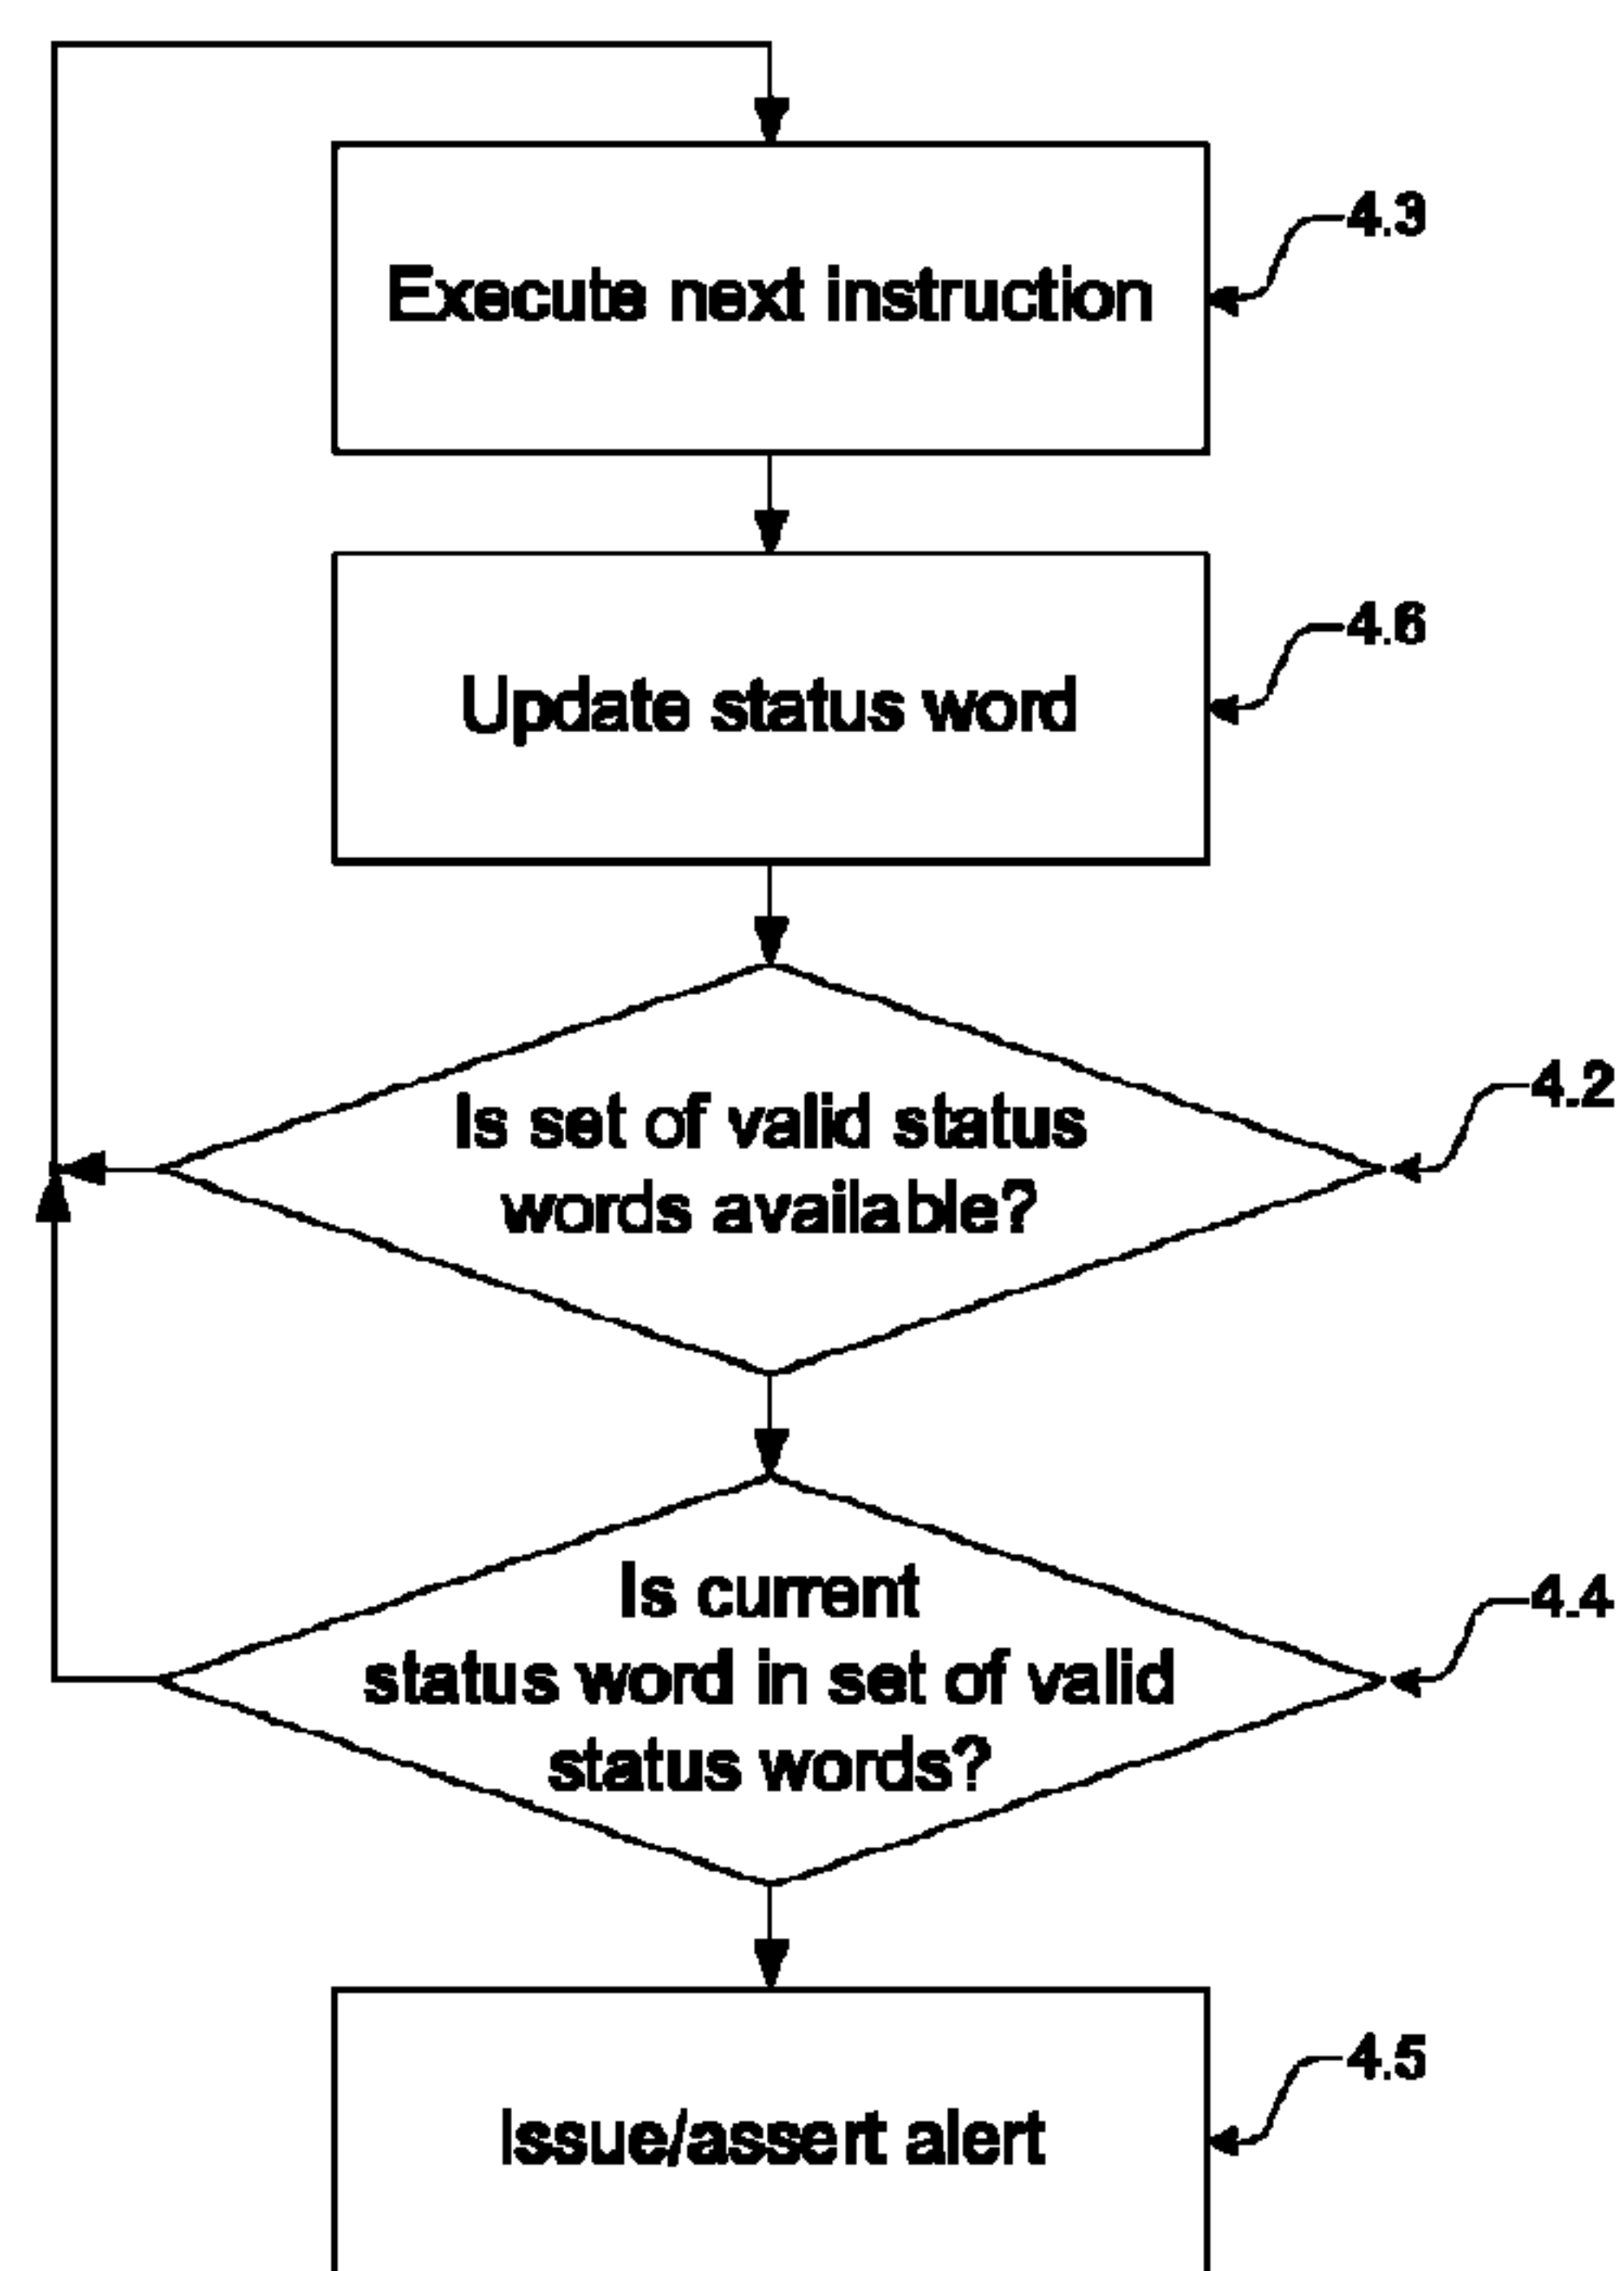 Execute next instruction
4.3
Update status word
4.6
Is set of valid status
words available?
4.2
Is current
status word in set of valid
status words?
4.4
Issue/assert alert
4.5